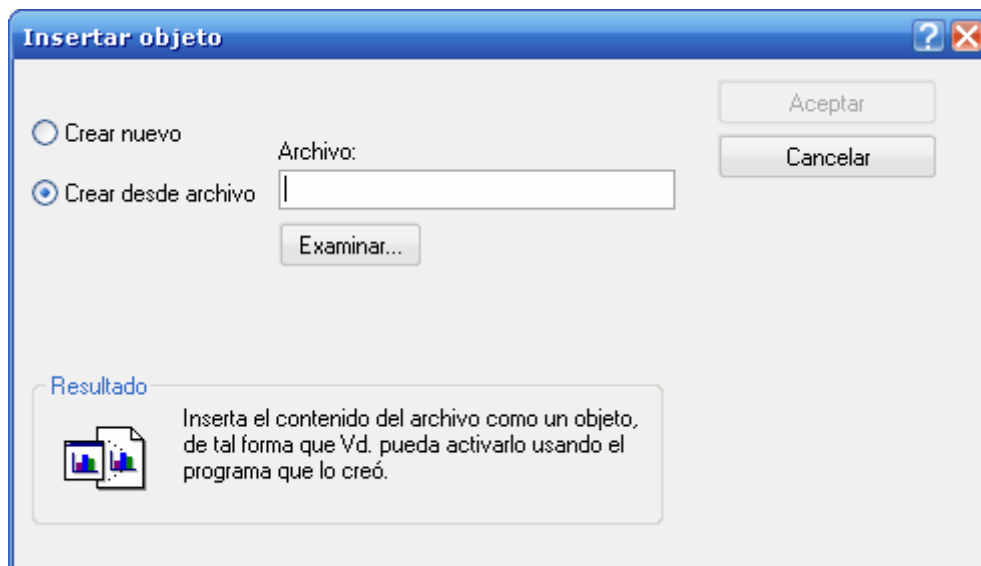 Insertar objeto
Aceptar
Crear nuevo
Archivo:
Cancelar
Crear desde archivo
Examinar...
Resultado
Inserta el contenido del archivo como un objeto,
de tal forma que Vd. pueda activarlo usando el
programa que lo creó.